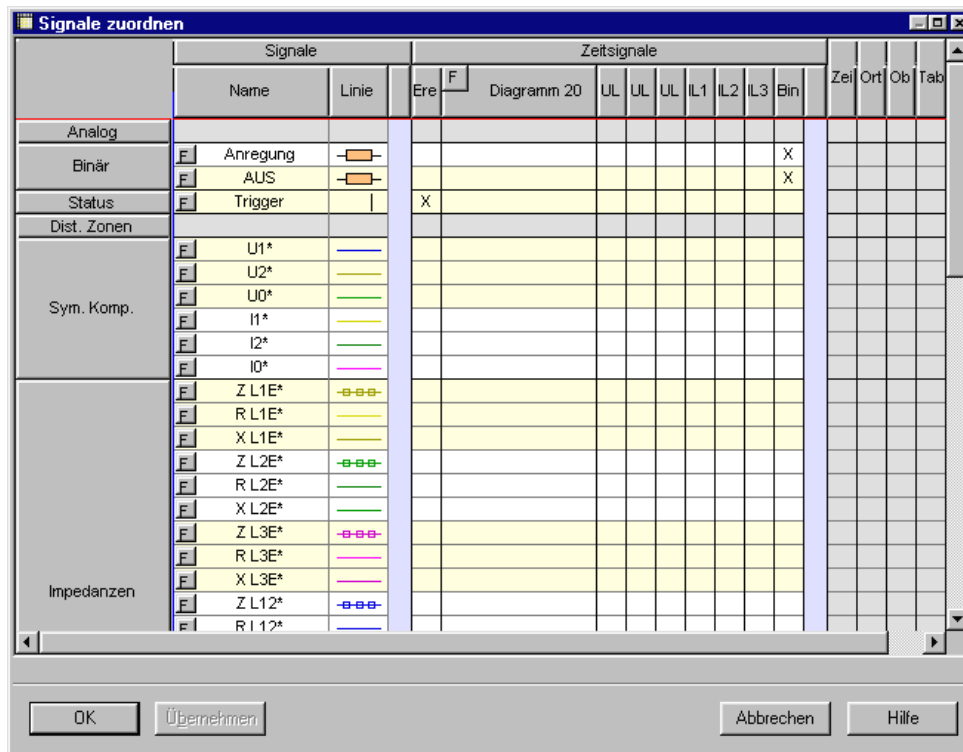 Signale zuordnen
Signale Zeitsignale
Name Linie Ere F Diagramm 20 UL UL UL IL1 IL2 IL3 Bin Zei Ort Ob Tab
Analog
Binär
F Anregung X
F AUS X
Status F Trigger X
Dist. Zonen
Sym. Komp.
F U1*
F U2*
F U0*
F I1*
F I2*
F I0*
Impedanzen
F Z L1E*
F R L1E*
F X L1E*
F Z L2E*
F R L2E*
F X L2E*
F Z L3E*
F R L3E*
F X L3E*
F Z L12*
F R L12*
OK Übernehmen Abbrechen Hilfe